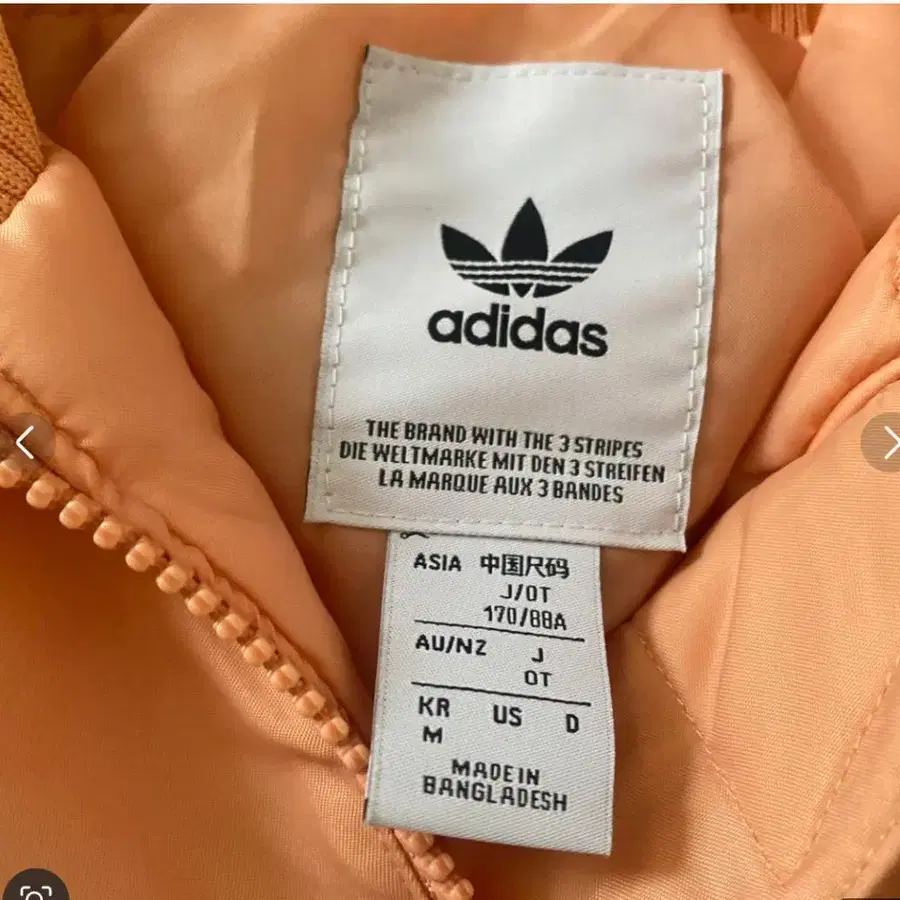 adidas
THE BRAND WITH THE 3 STRIPES
DIE WELTMARKE MIT DEN 3 STREIFEN
LA MARQUE AUX 3 BANDES
ASIA 中国尺码
J/OT
170/88A
AU/NZ J
OT
KR US D
M
MADE IN
BANGLADESH